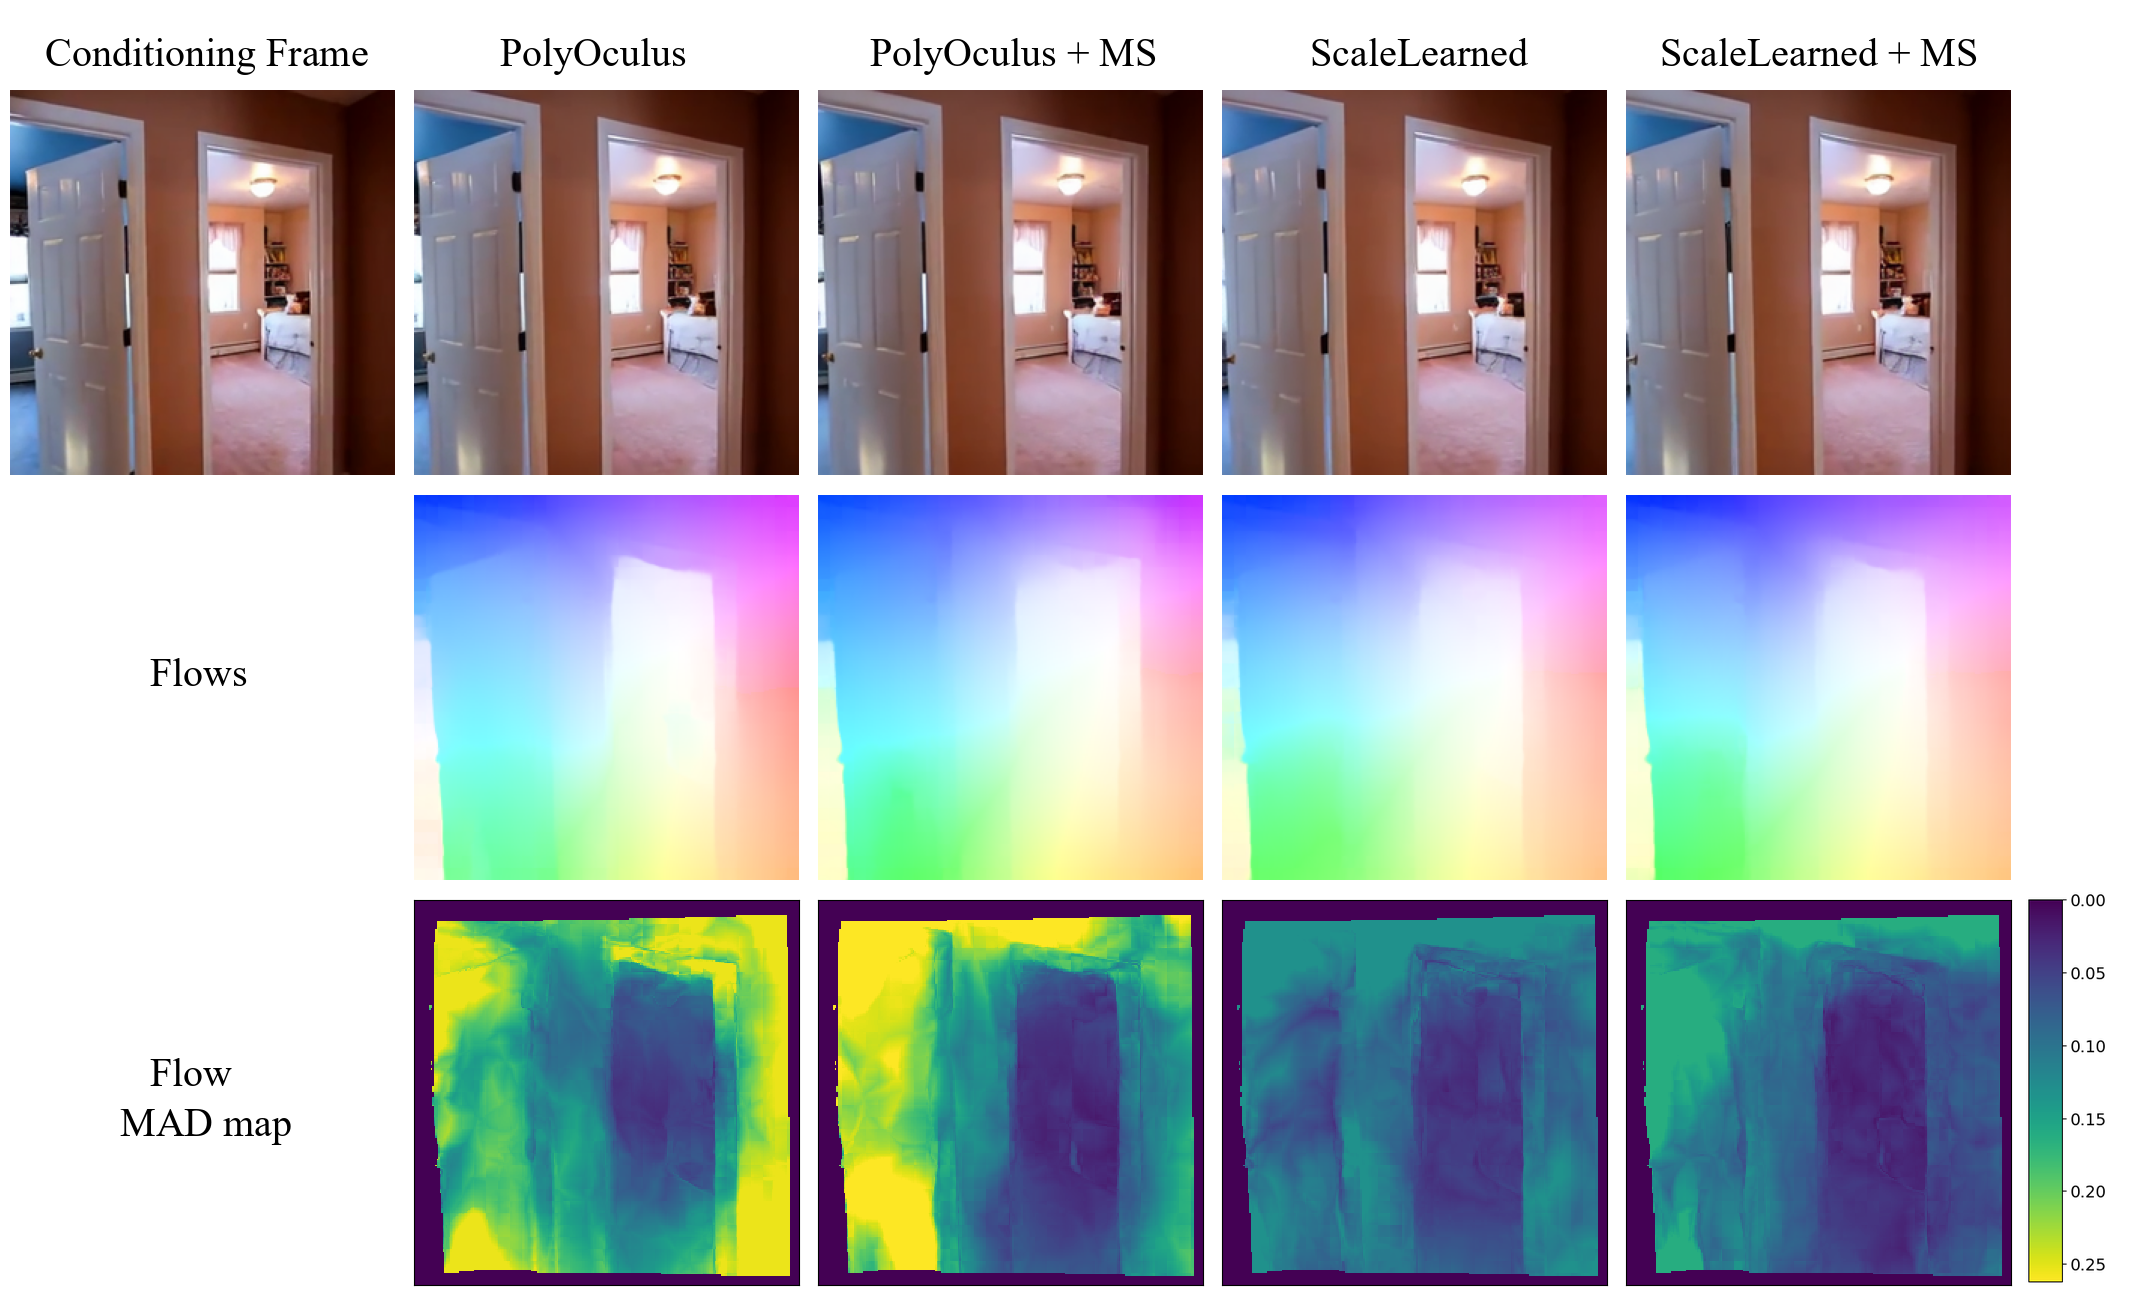 Conditioning Frame
PolyOculus
PolyOculus + MS
ScaleLearned
ScaleLearned + MS
Flows
Flow
MAD map
0.00
0.05
0.10
0.15
0.20
0.25